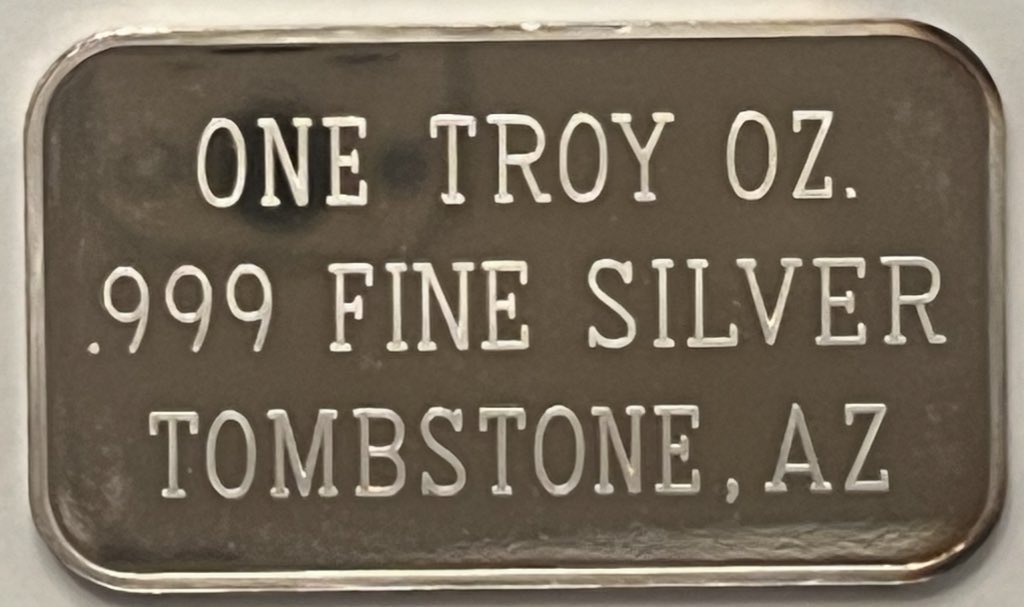 ONE TROY OZ.
.999 FINE SILVER
TOMBSTONE, AZ